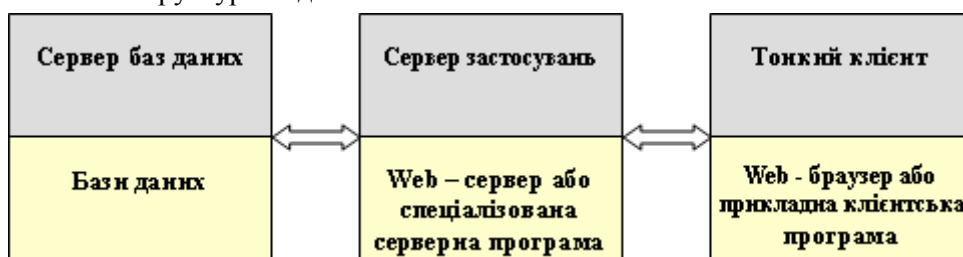 Сервер баз даних
Бази даних
Сервер застосувань
Web – сервер або
спеціалізована
серверна програма
Тонкий клієнт
Web - браузер або
прикладна клієнтська
програма